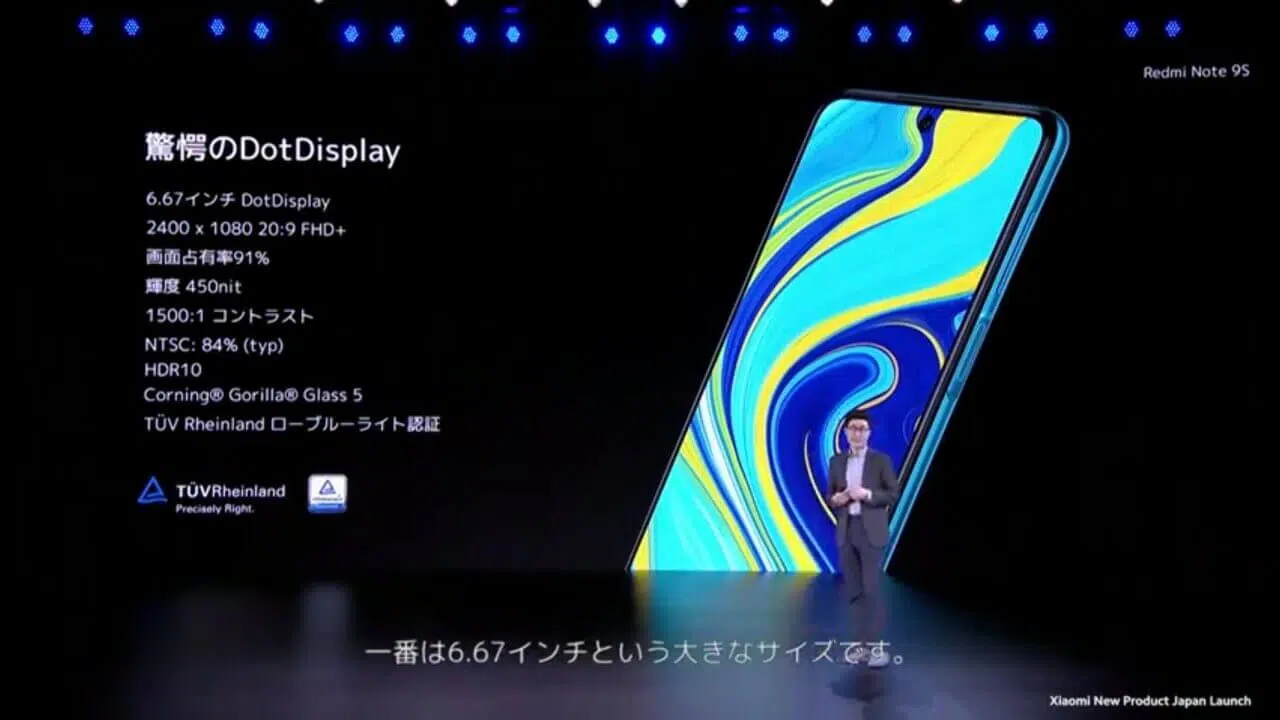 Redmi Note 9S
驚愕のDotDisplay
6.67インチ DotDisplay
2400 x 1080 20:9 FHD+
画面占有率91%
輝度 450nit
1500:1 コントラスト
NTSC: 84% (typ)
HDR10
Corning® Gorilla® Glass 5
TÜV Rheinland ローブルーライト認証
TÜVRheinland
Precisely Right.
一番は6.67インチという大きなサイズです。
Xiaomi New Product Japan Launch